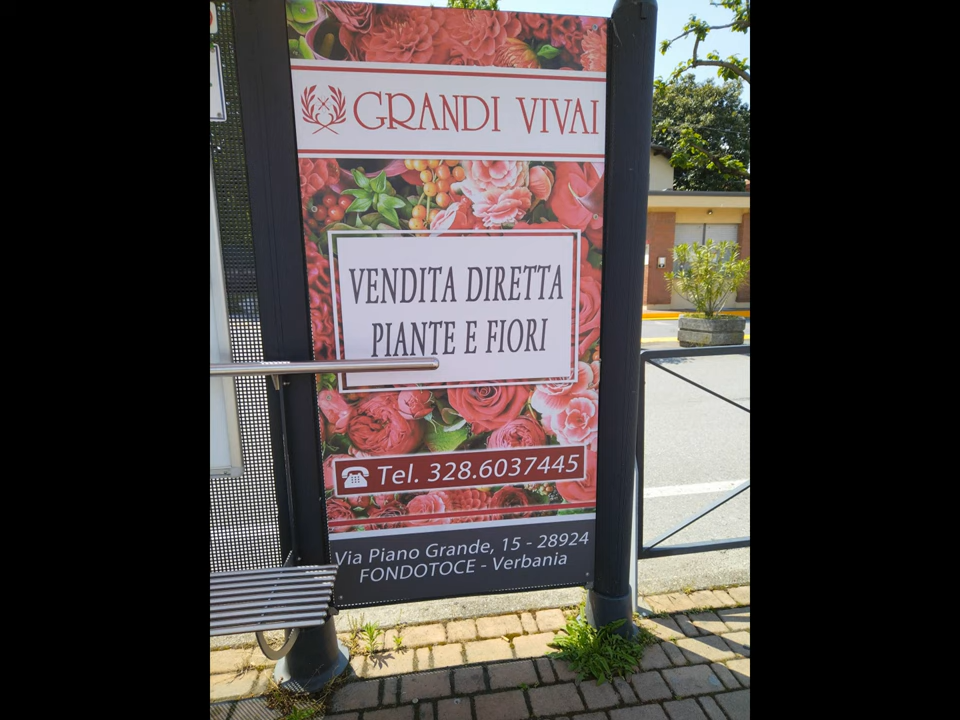 GRANDI VIVAI
VENDITA DIRETTA
PIANTE E FIORI
Tel. 328.6037445
Via Piano Grande, 15 - 28924
FONDOTOCE - Verbania